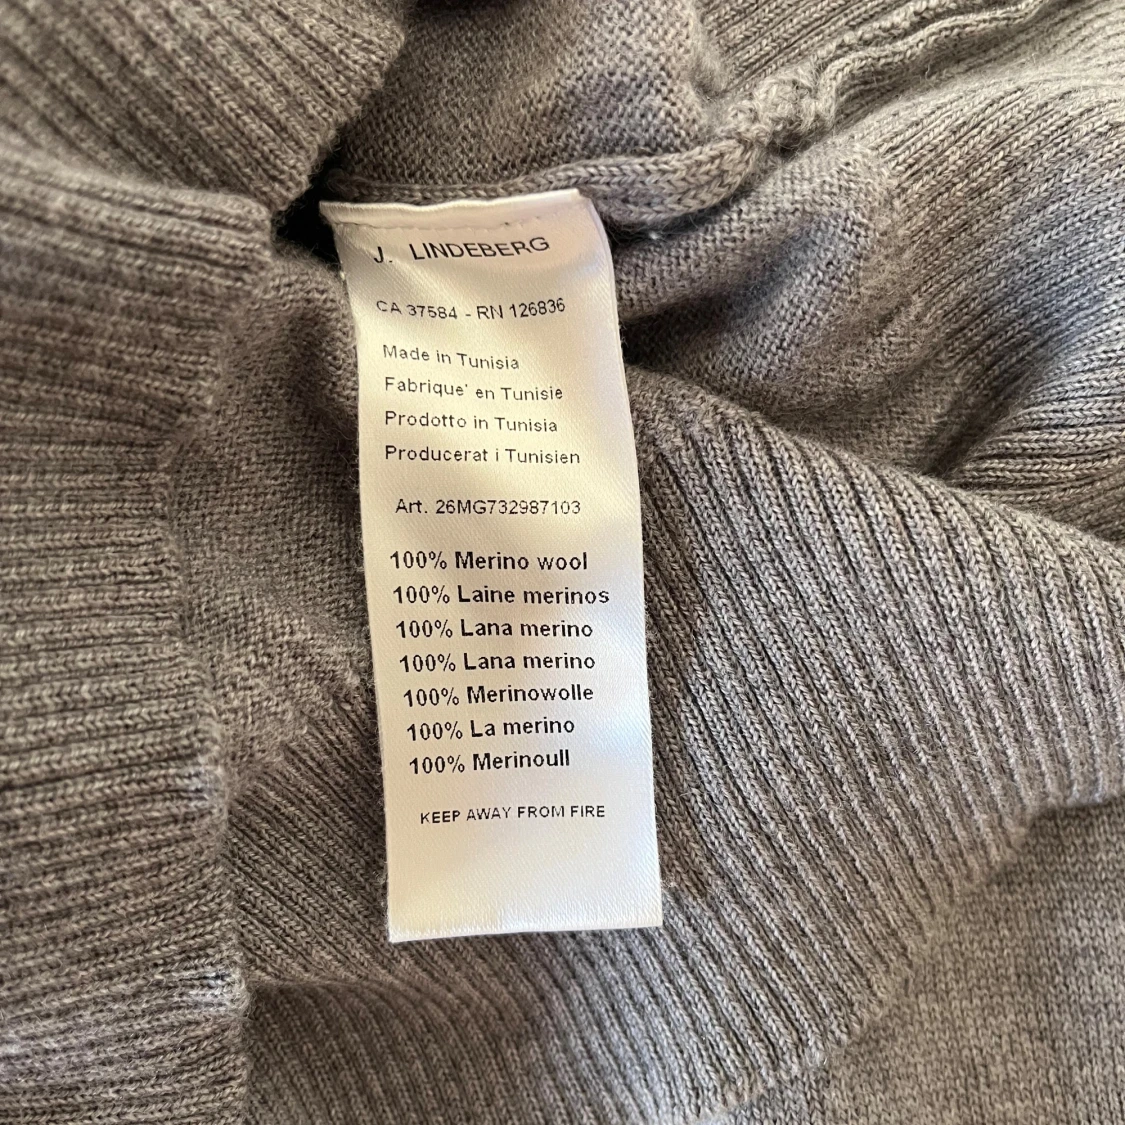 J. LINDEBERG
CA 37584 - RN 126836
Made in Tunisia
Fabrique' en Tunisie
Prodotto in Tunisia
Producerat i Tunisien
Art. 26MG732987103
100% Merino wool
100% Laine merinos
100% Lana merino
100% Lana merino
100% Merinowolle
100% La merino
100% Merinoull
KEEP AWAY FROM FIRE